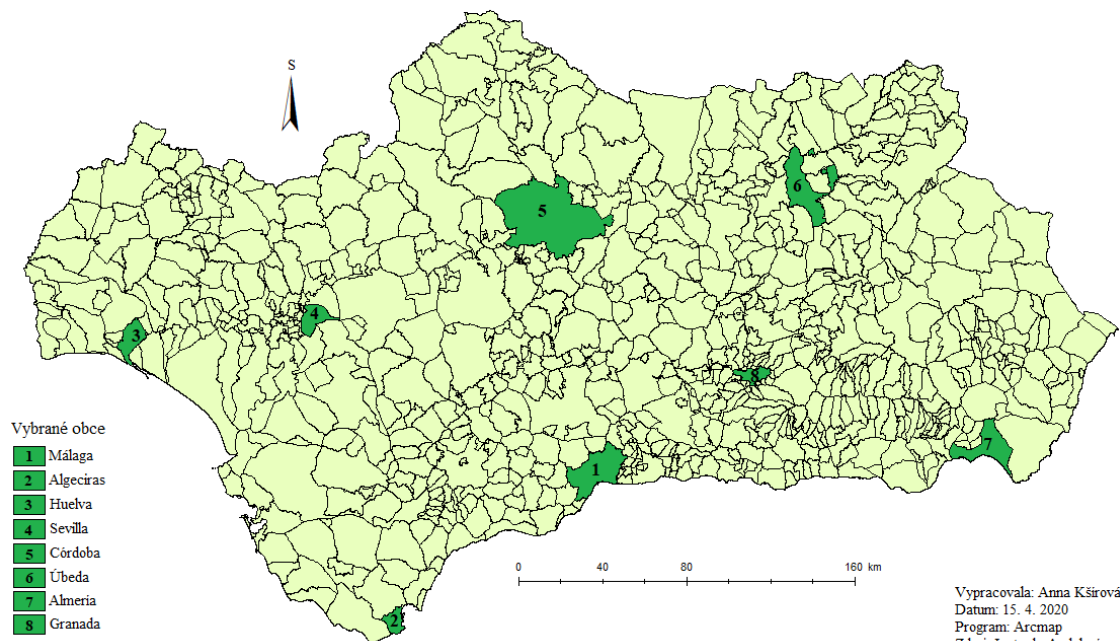 S
6
5
4
3
8
7
1
2
Vybrané obce
1 Málaga
2 Algeciras
3 Huelva
4 Sevilla
5 Córdoba
6 Úbeda
7 Almería
8 Granada
0 40 80 160 km
Vypracovala: Anna Kšírová
Datum: 15. 4. 2020
Program: Arcmap